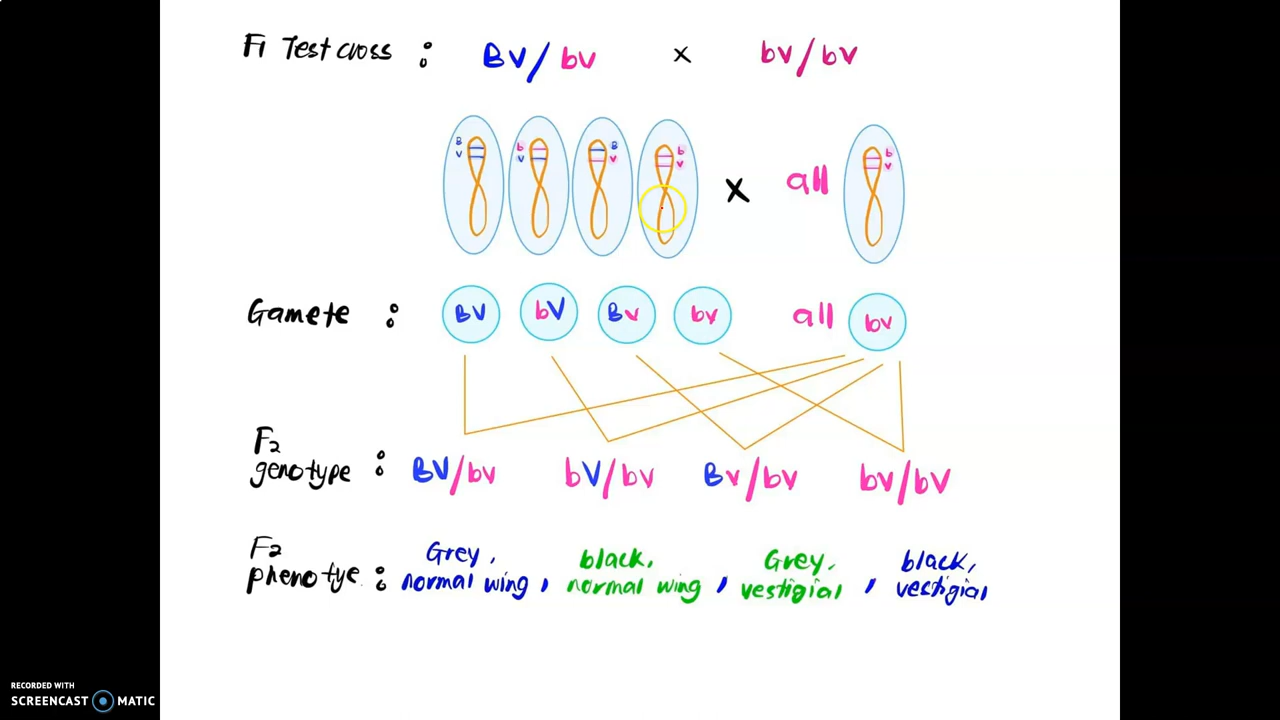 F1 Test cross : BV/bv x bv/bv
B b B b b
V V v v x all v
Gamete : BV bV Bv bv all bv
F2
genotype : BV/bv bV/bv Bv/bv bv/bv
F2 Grey, black, Grey, black,
phenotye : normal wing , normal wing , vestigial , vestigial
RECORDED WITH
SCREENCAST MATIC